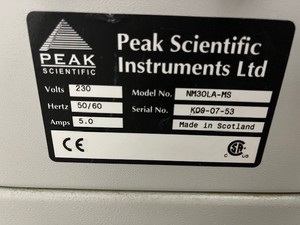 PEAK
SCIENTIFIC
Peak Scientific
Instruments Ltd
Volts 230
Model No. NM30LA-MS
Hertz 50/60
Serial No. K09-07-53
Amps 5.0
Made in Scotland
CE
C US